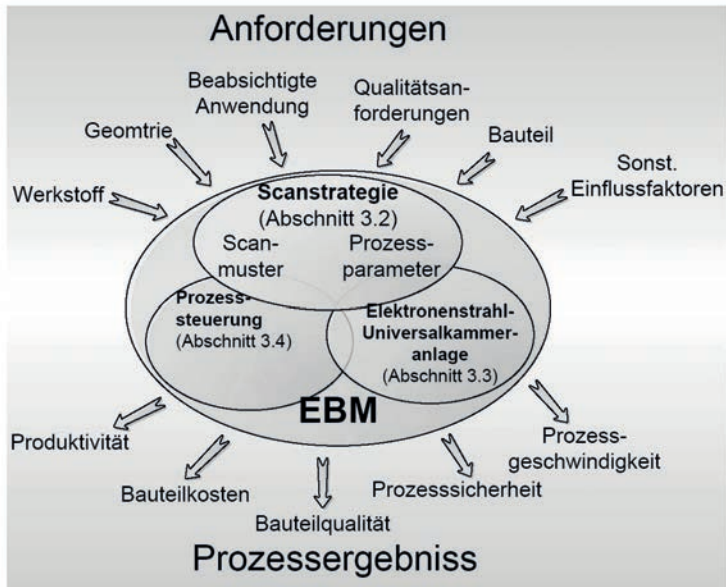 Anforderungen
Beabsichtigte
Anwendung
Qualitätsan-
forderungen
Geomtrie
Bauteil
Werkstoff
Sonst.
Einflussfaktoren
Scanstrategie
(Abschnitt 3.2)
Scan-
muster
Prozess-
parameter
Prozess-
steuerung
(Abschnitt 3.4)
Elektronenstrahl-
Universalkammer-
anlage
(Abschnitt 3.3)
EBM
Produktivität
Bauteilkosten
Bauteilqualität
Prozesssicherheit
Prozess-
geschwindigkeit
Prozessergebniss